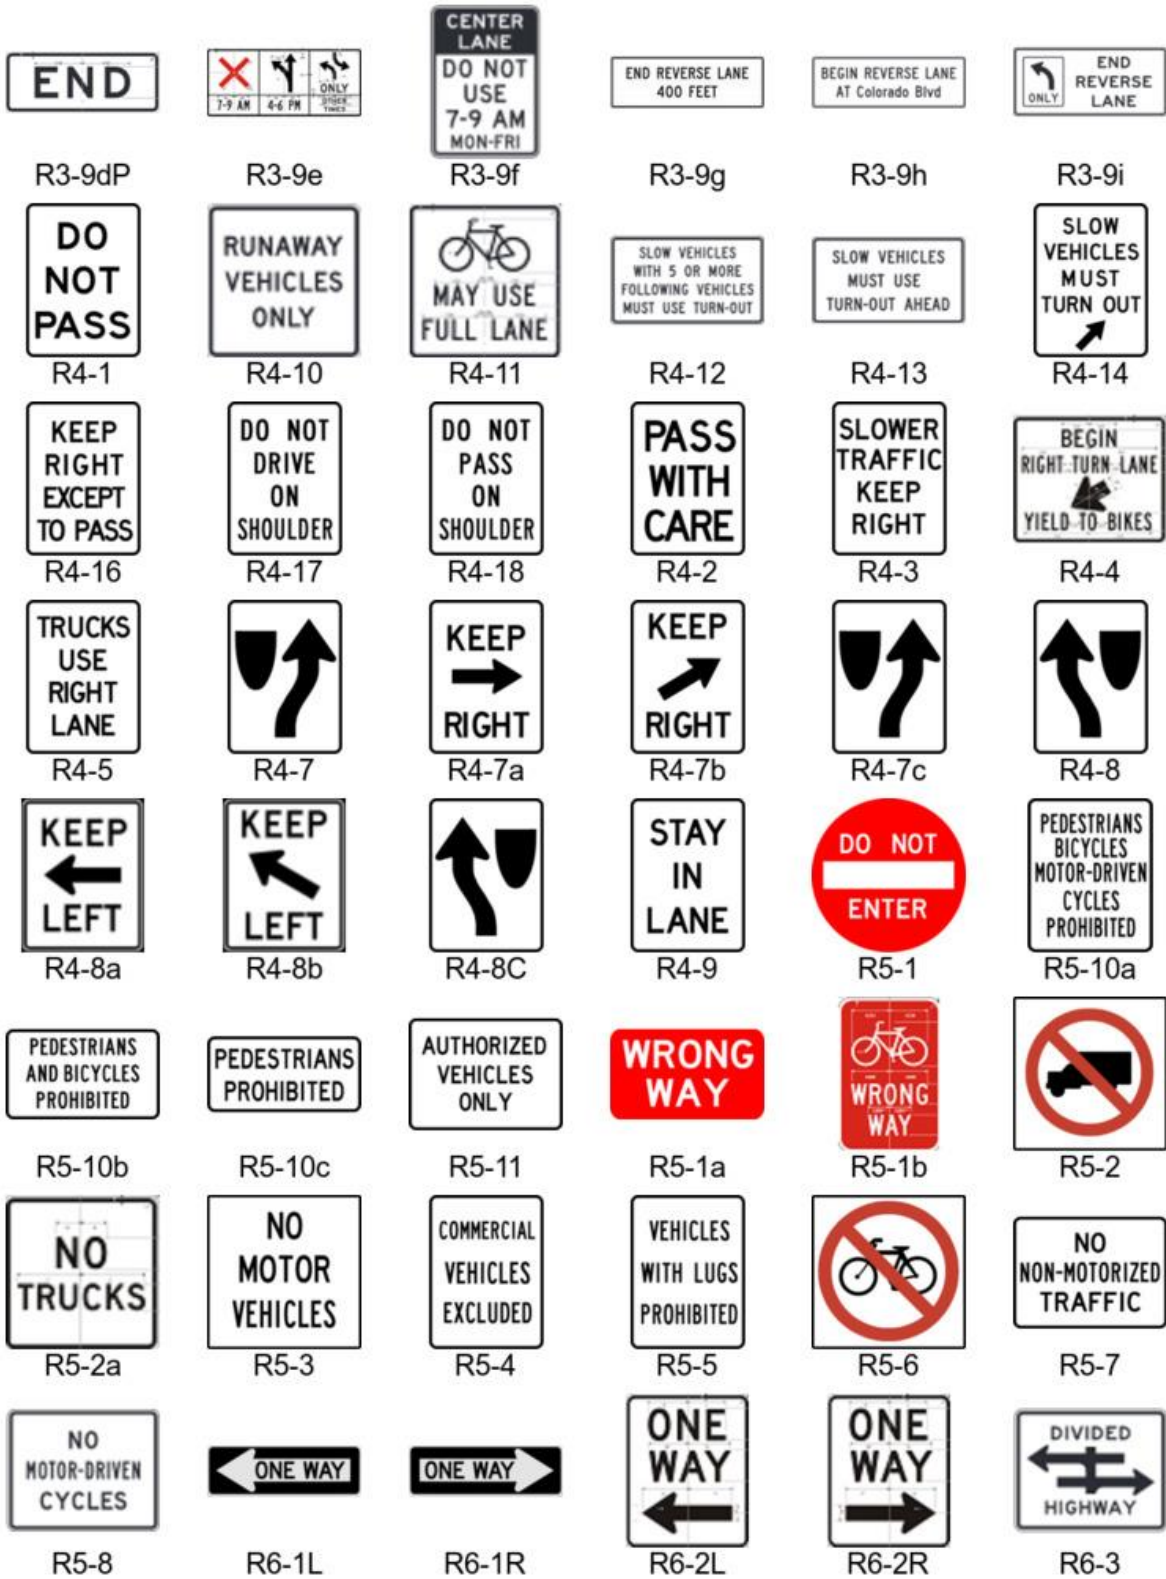 END
7-9 AM
4-6 PM
ONLY
OTHER
TIMES
CENTER
LANE
DO NOT
USE
7-9 AM
MON-FRI
END REVERSE LANE
400 FEET
BEGIN REVERSE LANE
AT Colorado Blvd
ONLY
END
REVERSE
LANE
R3-9dP
R3-9e
R3-9f
R3-9g
R3-9h
R3-9i
DO
NOT
PASS
RUNAWAY
VEHICLES
ONLY
MAY USE
FULL LANE
SLOW VEHICLES
WITH 5 OR MORE
FOLLOWING VEHICLES
MUST USE TURN-OUT
SLOW VEHICLES
MUST USE
TURN-OUT AHEAD
SLOW
VEHICLES
MUST
TURN OUT
R4-1
R4-10
R4-11
R4-12
R4-13
R4-14
KEEP
RIGHT
EXCEPT
TO PASS
DO NOT
DRIVE
ON
SHOULDER
DO NOT
PASS
ON
SHOULDER
PASS
WITH
CARE
SLOWER
TRAFFIC
KEEP
RIGHT
BEGIN
RIGHT TURN LANE
YIELD TO BIKES
R4-16
R4-17
R4-18
R4-2
R4-3
R4-4
TRUCKS
USE
RIGHT
LANE
KEEP
RIGHT
KEEP
RIGHT
R4-5
R4-7
R4-7a
R4-7b
R4-7c
R4-8
KEEP
LEFT
KEEP
LEFT
STAY
IN
LANE
DO NOT
ENTER
PEDESTRIANS
BICYCLES
MOTOR-DRIVEN
CYCLES
PROHIBITED
R4-8a
R4-8b
R4-8C
R4-9
R5-1
R5-10a
PEDESTRIANS
AND BICYCLES
PROHIBITED
PEDESTRIANS
PROHIBITED
AUTHORIZED
VEHICLES
ONLY
WRONG
WAY
WRONG
WAY
R5-10b
R5-10c
R5-11
R5-1a
R5-1b
R5-2
NO
TRUCKS
NO
MOTOR
VEHICLES
COMMERCIAL
VEHICLES
EXCLUDED
VEHICLES
WITH LUGS
PROHIBITED
NO
NON-MOTORIZED
TRAFFIC
R5-2a
R5-3
R5-4
R5-5
R5-6
R5-7
NO
MOTOR-DRIVEN
CYCLES
ONE WAY
ONE WAY
ONE
WAY
ONE
WAY
DIVIDED
HIGHWAY
R5-8
R6-1L
R6-1R
R6-2L
R6-2R
R6-3